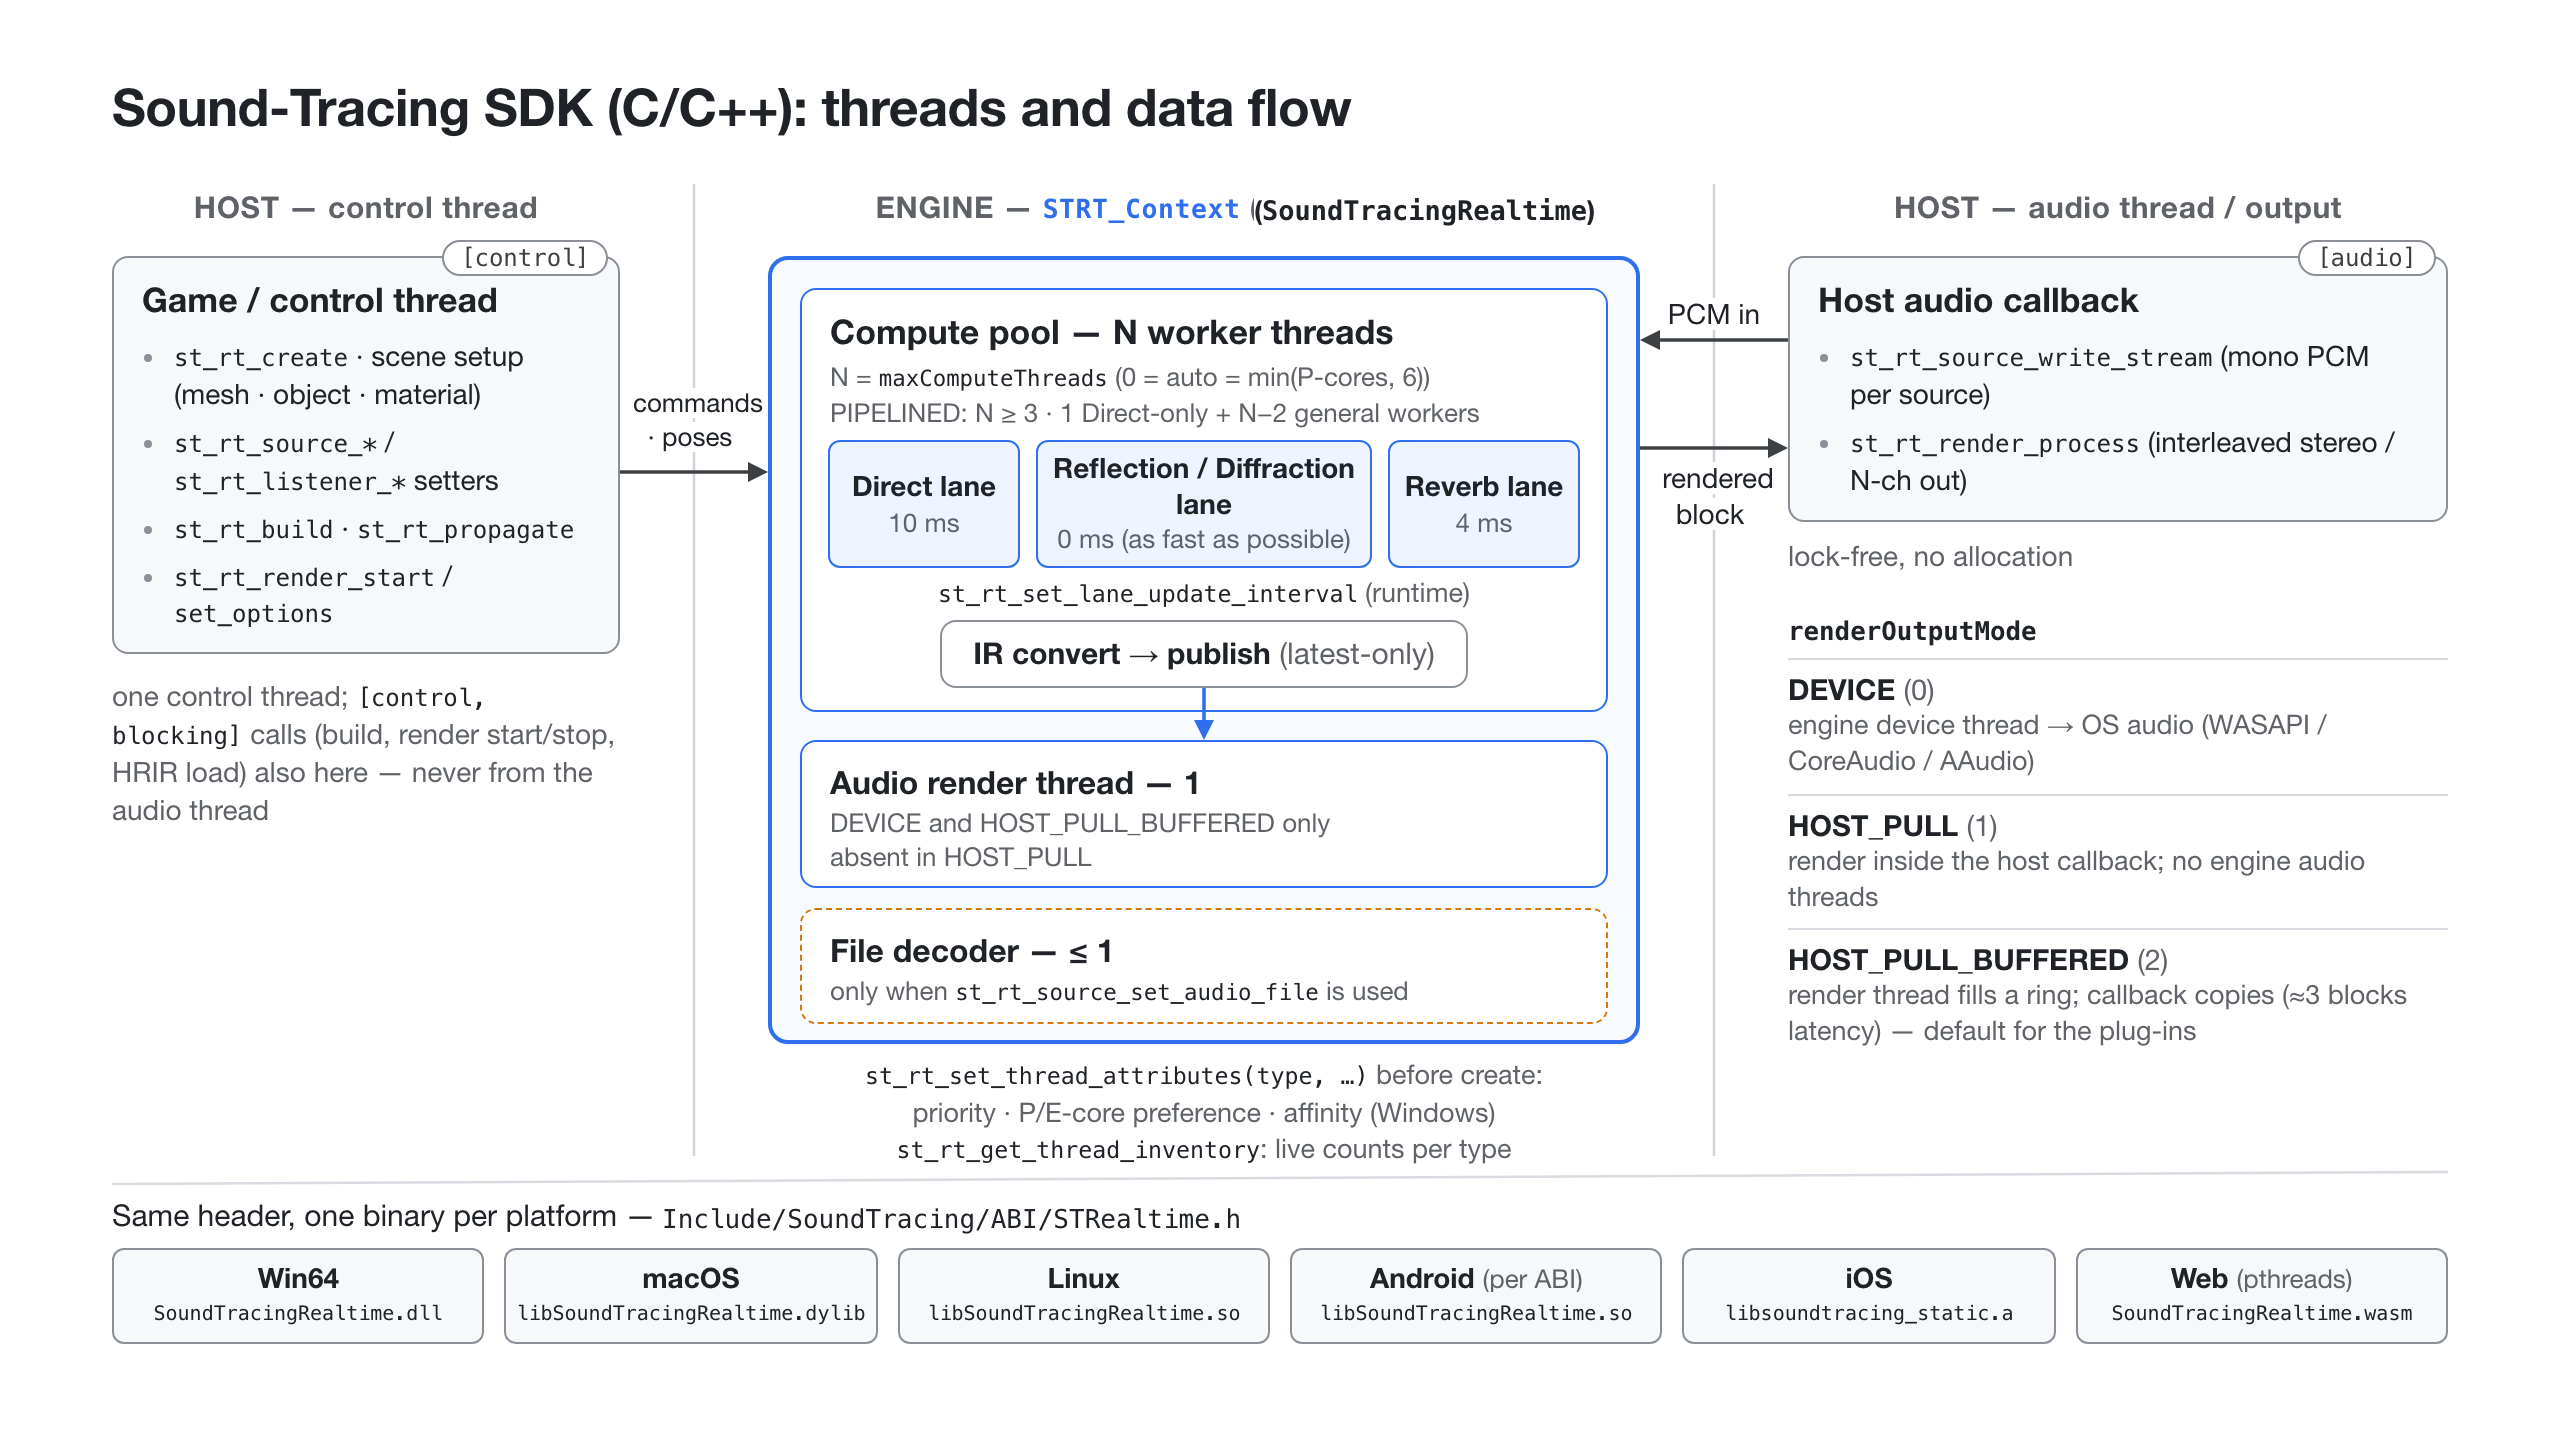 Sound-Tracing SDK (C/C++): threads and data flow
HOST — control thread
[control]
Game / control thread
• st_rt_create · scene setup
(mesh · object · material)
• st_rt_source_* /
st_rt_listener_* setters
• st_rt_build · st_rt_propagate
• st_rt_render_start /
set_options
one control thread; [control,
blocking] calls (build, render start/stop,
HRIR load) also here — never from the
audio thread
commands
· poses
ENGINE — STRT_Context ((SoundTracingRealtime)
Compute pool — N worker threads
N = maxComputeThreads (0 = auto = min(P-cores, 6))
PIPELINED: N ≥ 3 · 1 Direct-only + N−2 general workers
Direct lane
10 ms
Reflection / Diffraction
lane
0 ms (as fast as possible)
Reverb lane
4 ms
st_rt_set_lane_update_interval (runtime)
IR convert → publish (latest-only)
Audio render thread — 1
DEVICE and HOST_PULL_BUFFERED only
absent in HOST_PULL
File decoder — ≤ 1
only when st_rt_source_set_audio_file is used
st_rt_set_thread_attributes(type, …) before create:
priority · P/E-core preference · affinity (Windows)
st_rt_get_thread_inventory: live counts per type
PCM in
rendered
block
HOST — audio thread / output
[audio]
Host audio callback
• st_rt_source_write_stream (mono PCM
per source)
• st_rt_render_process (interleaved stereo /
N-ch out)
lock-free, no allocation
renderOutputMode
DEVICE (0)
engine device thread → OS audio (WASAPI /
CoreAudio / AAudio)
HOST_PULL (1)
render inside the host callback; no engine audio
threads
HOST_PULL_BUFFERED (2)
render thread fills a ring; callback copies (≈3 blocks
latency) — default for the plug-ins
Same header, one binary per platform — Include/SoundTracing/ABI/STRealtime.h
Win64
SoundTracingRealtime.dll
macOS
libSoundTracingRealtime.dylib
Linux
libSoundTracingRealtime.so
Android (per ABI)
libSoundTracingRealtime.so
iOS
libsoundtracing_static.a
Web (pthreads)
SoundTracingRealtime.wasm